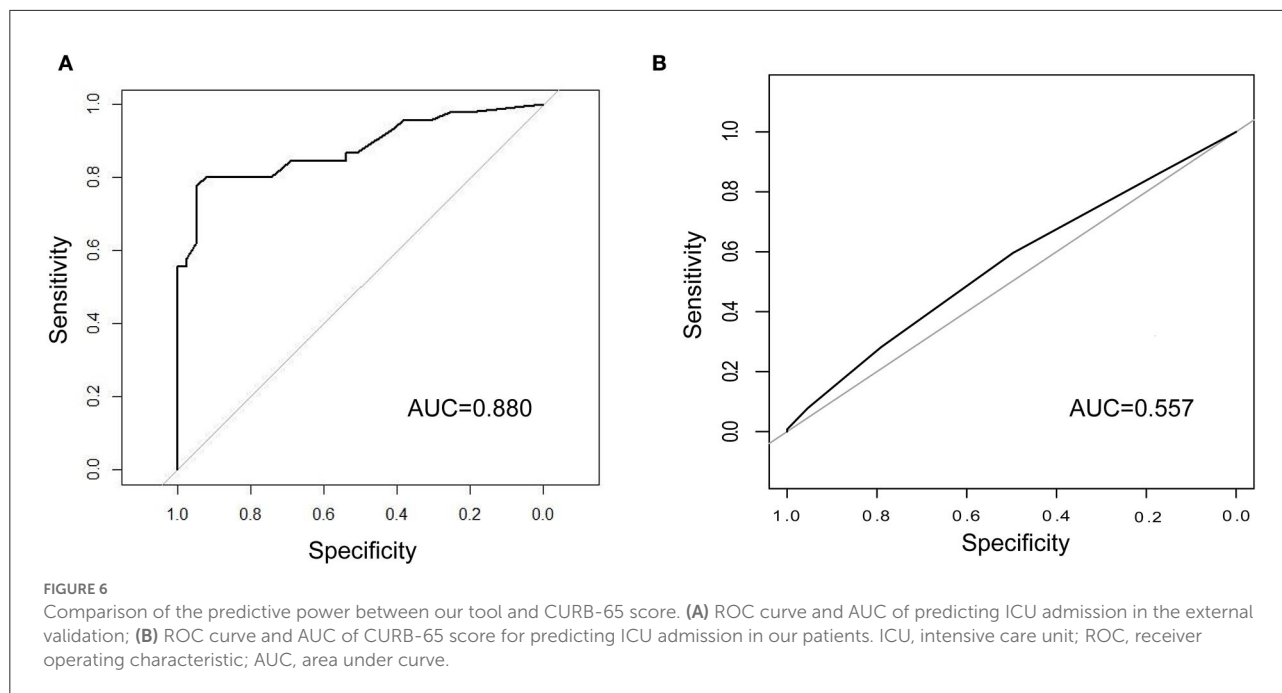 A
Sensitivity
1.0
0.8
0.6
0.4
0.2
0.0
AUC=0.880
1.0 0.8 0.6 0.4 0.2 0.0
Specificity
B
Sensitivity
1.0
0.8
0.6
0.4
0.2
0.0
AUC=0.557
1.0 0.8 0.6 0.4 0.2 0.0
Specificity
FIGURE 6
Comparison of the predictive power between our tool and CURB-65 score. (A) ROC curve and AUC of predicting ICU admission in the external
validation; (B) ROC curve and AUC of CURB-65 score for predicting ICU admission in our patients. ICU, intensive care unit; ROC, receiver
operating characteristic; AUC, area under curve.